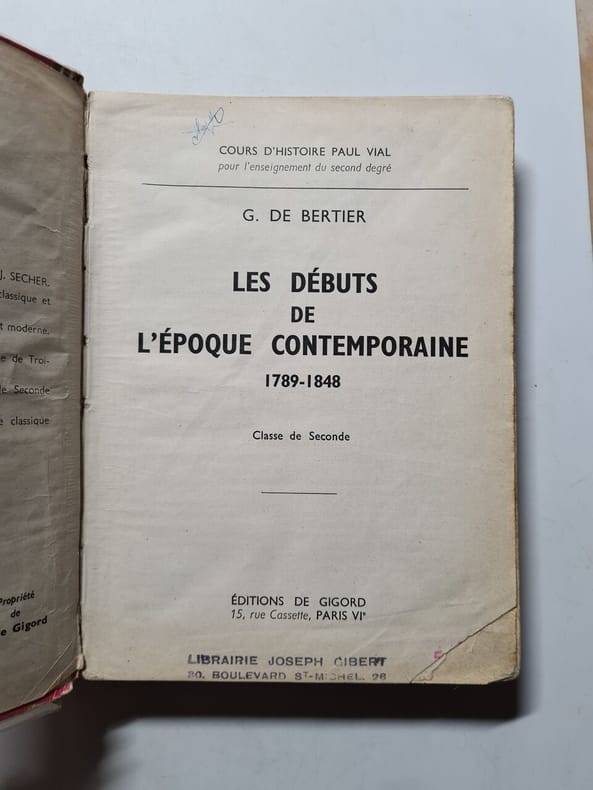 J. SECHER.
classique et
t moderne.
e de Troi-
de Seconde
e classique
Propriété
de
e Gigord
COURS D'HISTOIRE PAUL VIAL
pour l'enseignement du second degré
G. DE BERTIER
LES DÉBUTS
DE
L'ÉPOQUE CONTEMPORAINE
1789-1848
Classe de Seconde
ÉDITIONS DE GIGORD
15, rue Cassette, PARIS VIᵉ
LIBRAIRIE JOSEPH GIBERT
30. BOULEVARD ST-MICHEL. 26